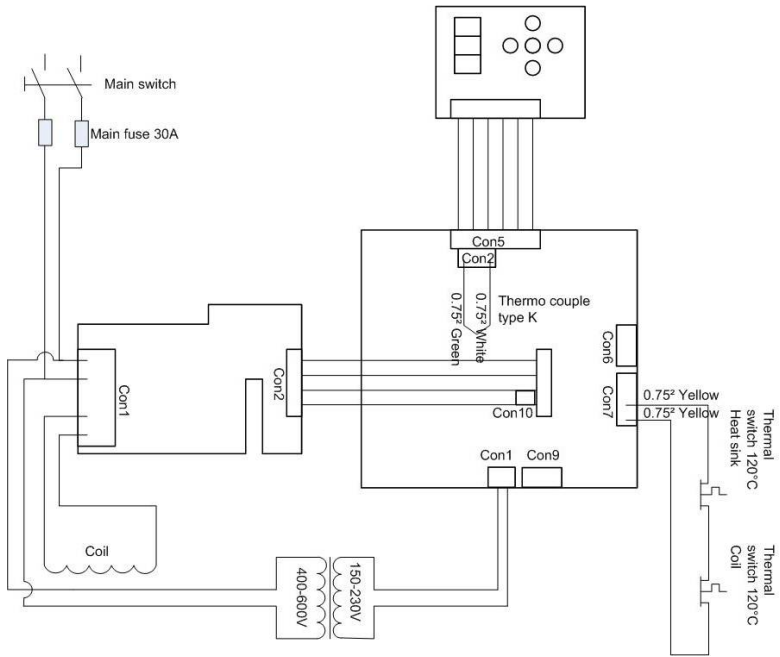 Main switch
Main fuse 30A
Con5
Con2
0.75² Green
0.75² White
Thermo couple
type K
Con6
Con1
Con2
Con10
Con7
0.75² Yellow
0.75² Yellow
Thermal
switch 120°C
Heat sink
Con1
Con9
Coil
400-600V
150-230V
Thermal
switch 120°C
Coil